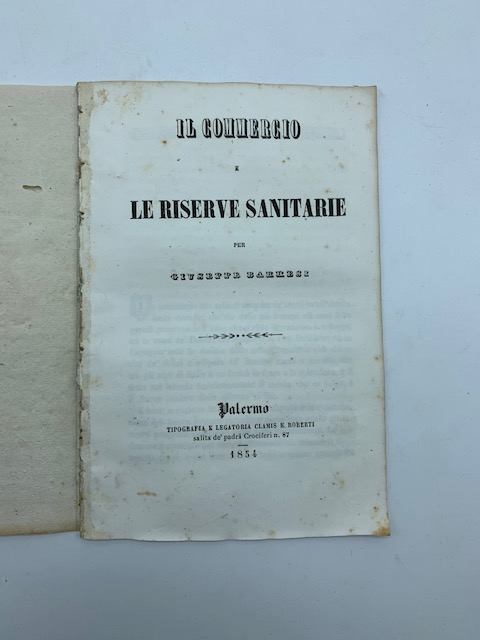 IL COMMERCIO
E
LE RISERVE SANITARIE
PER
GIUSEPPE BARRESI
Palermo
TIPOGRAFIA E LEGATORIA CLAMIS E ROBERTI
salita de' padri Crociferi n. 87
1854